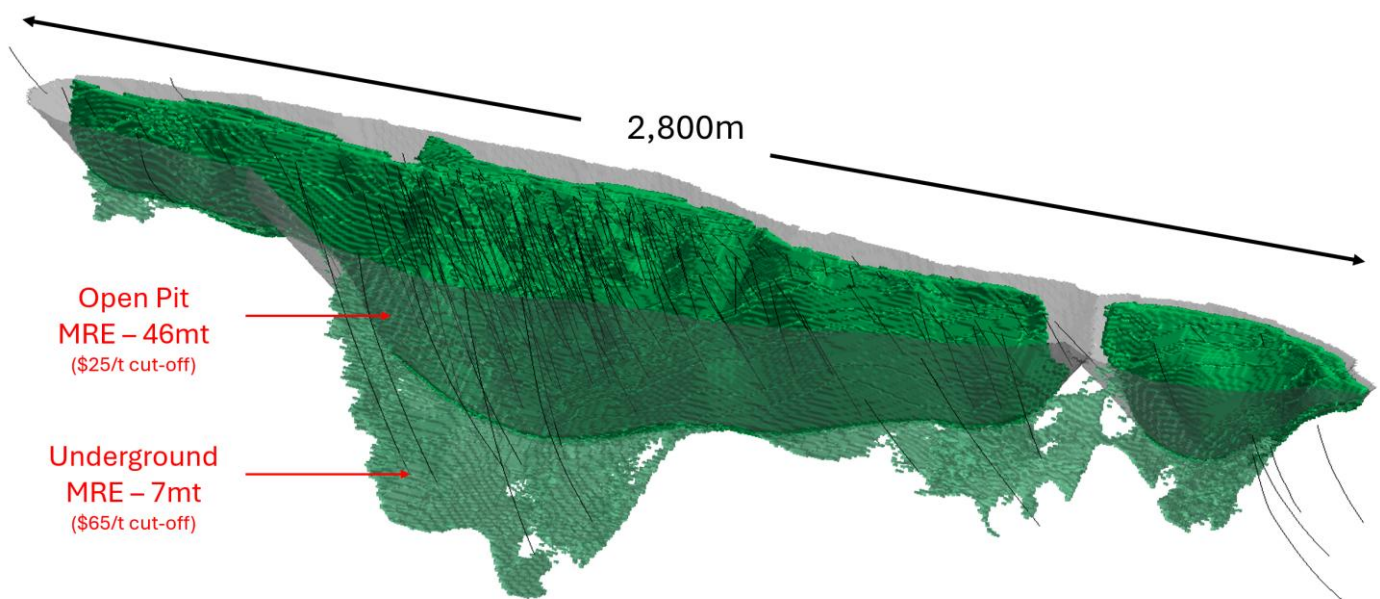 2,800m
Open Pit
MRE – 46mt
($25/t cut-off)
Underground
MRE – 7mt
($65/t cut-off)